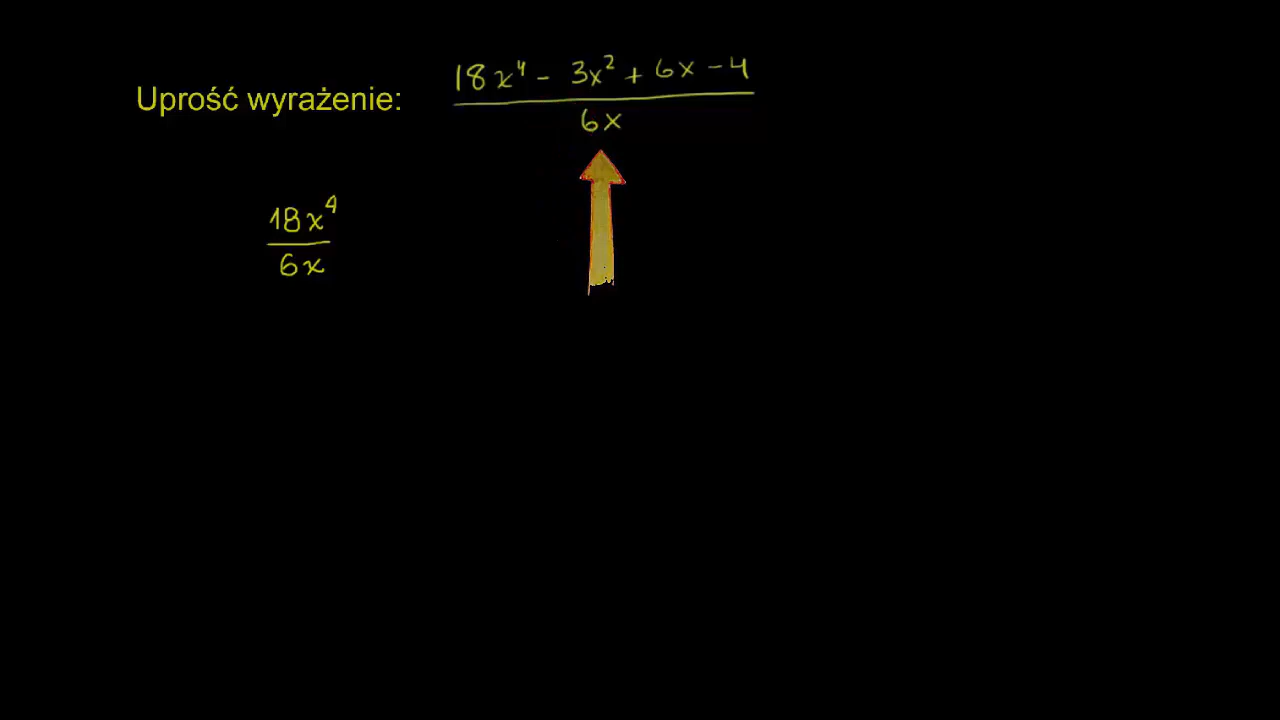 Uprość wyrażenie:
18x⁴ - 3x² + 6x - 4
6x
18x⁴
6x